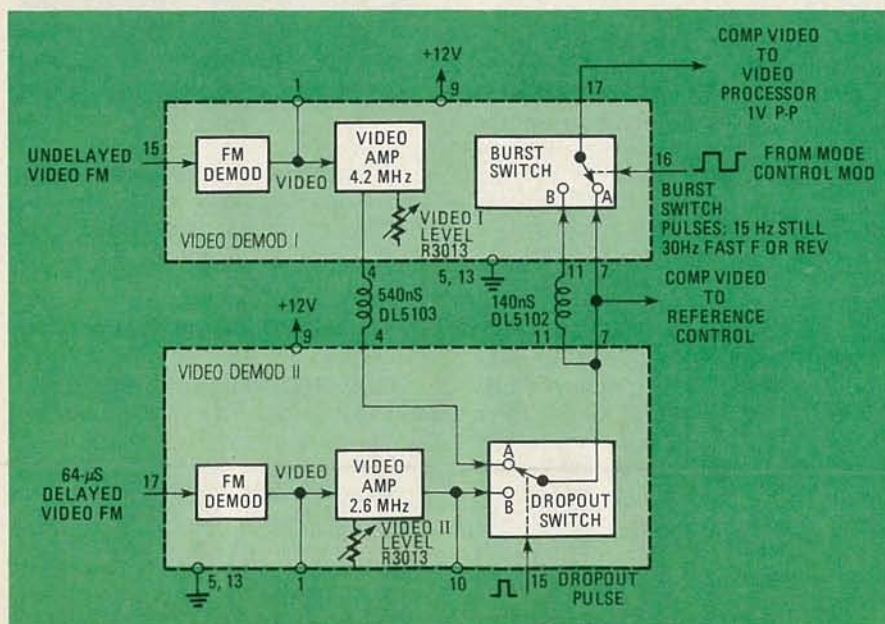 COMP VIDEO
TO
VIDEO
PROCESSOR
1V P-P
+12V
1
9
17
15
UNDELAYED
VIDEO FM
FM
DEMOD
VIDEO
VIDEO
AMP
4.2 MHz
BURST
SWITCH
B
A
16
FROM MODE
CONTROL MOD
BURST
SWITCH
PULSES: 15 Hz STILL
30Hz FAST F OR REV
VIDEO I
LEVEL
R3013
VIDEO DEMOD I
5, 13
4
11
7
540nS
DL5103
140nS
DL5102
COMP VIDEO
TO
REFERENCE
CONTROL
+12V
9
4
11
7
VIDEO DEMOD II
64-μS
DELAYED
VIDEO FM
17
FM
DEMOD
VIDEO
VIDEO
AMP
2.6 MHz
A
B
DROPOUT
SWITCH
VIDEO II
LEVEL
R3013
5, 13
1
10
15
DROPOUT
PULSE